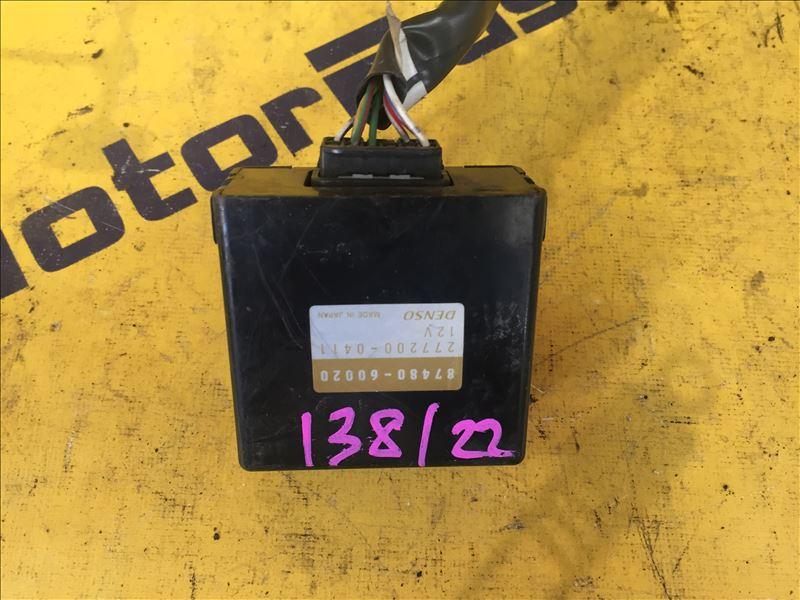 motor
87480-60020
277200-0411
12V
DENSO MADE IN JAPAN
138/22